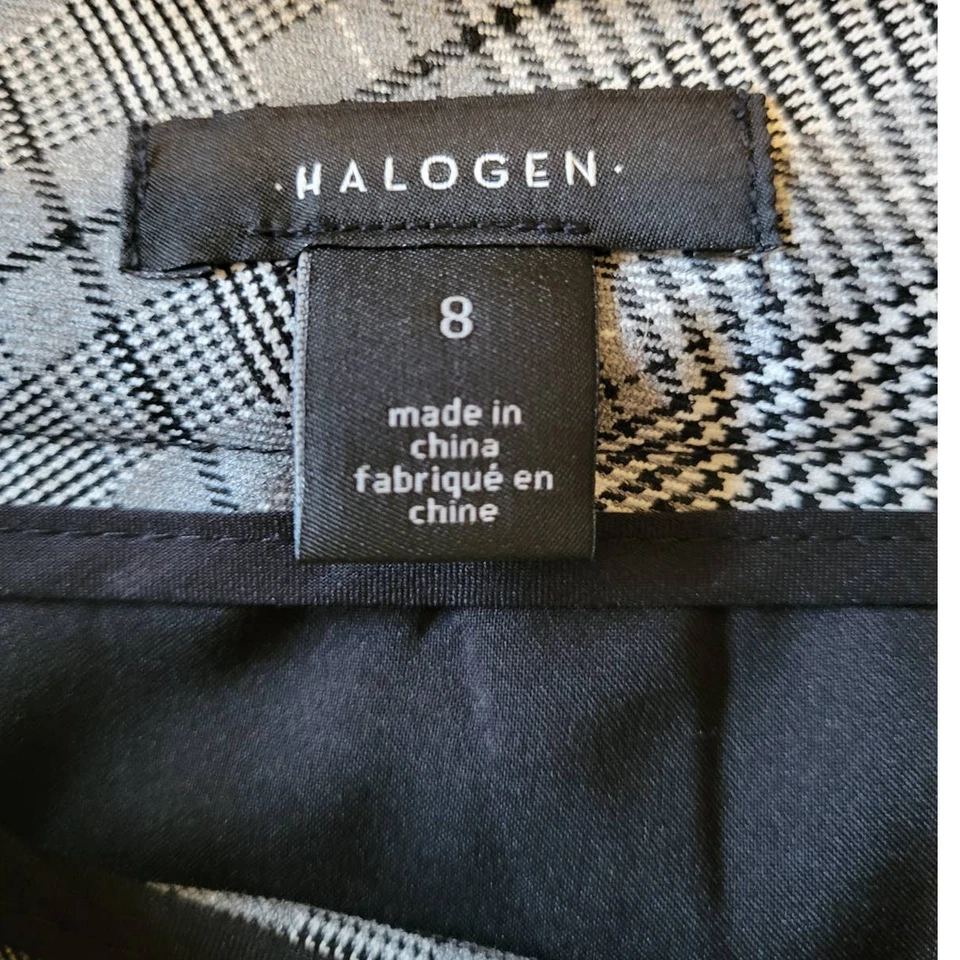 ·HALOGEN·
8
made in
china
fabriqué en
chine